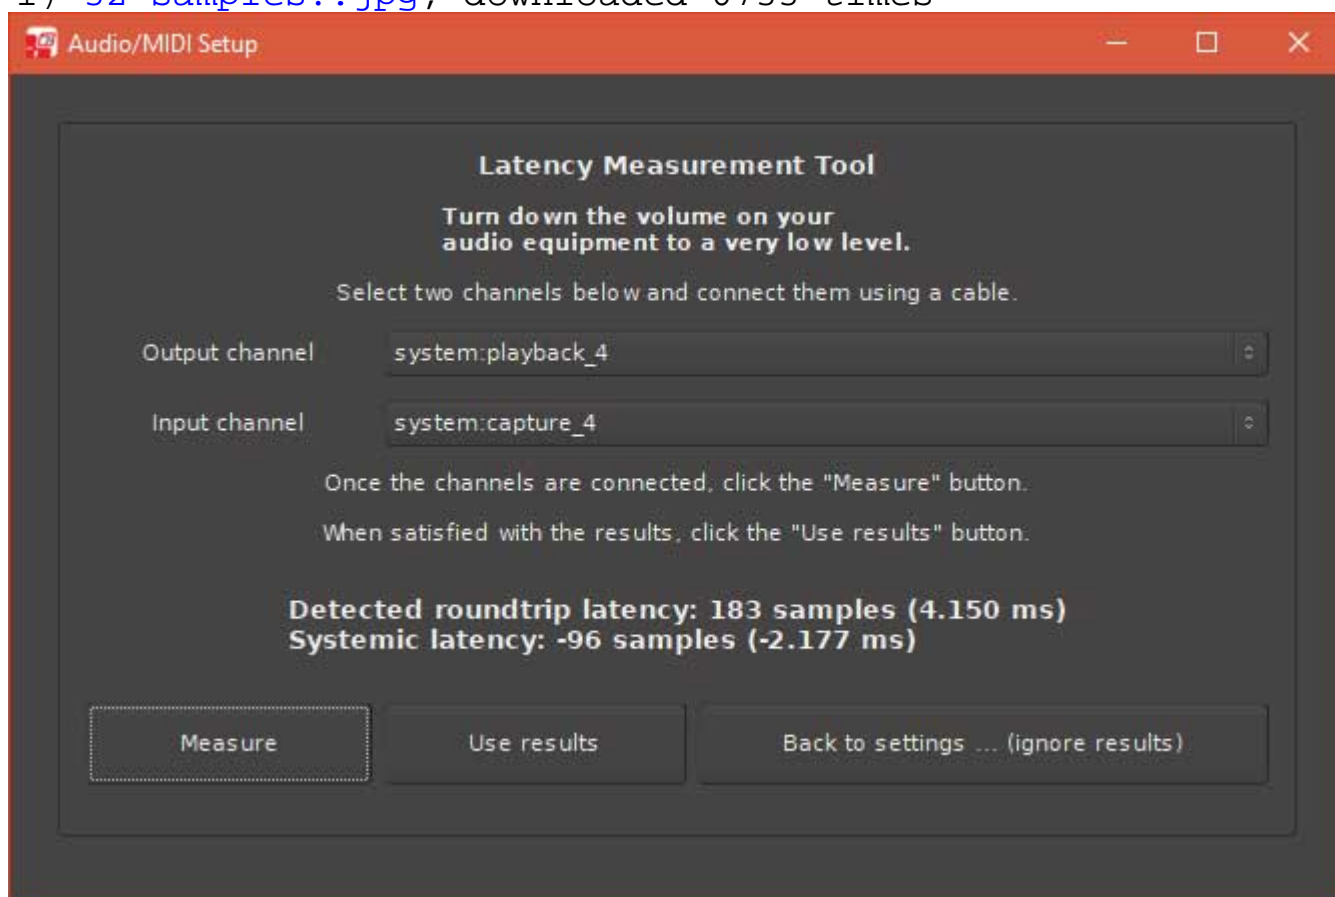 Audio/MIDI Setup
Latency Measurement Tool
Turn down the volume on your
audio equipment to a very low level.
Select two channels below and connect them using a cable.
Output channel system:playback_4
Input channel system:capture_4
Once the channels are connected, click the "Measure" button.
When satisfied with the results, click the "Use results" button.
Detected roundtrip latency: 183 samples (4.150 ms)
Systemic latency: -96 samples (-2.177 ms)
Measure Use results Back to settings ... (ignore results)